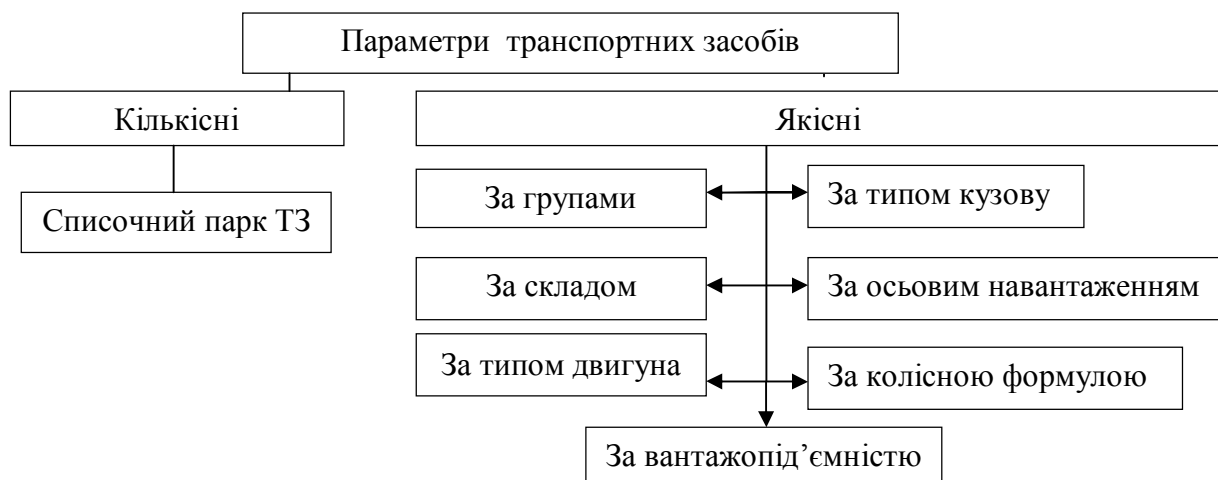 Параметри транспортних засобів
Кількісні
Якісні
Списочний парк ТЗ
За групами
За типом кузову
За складом
За осьовим навантаженням
За типом двигуна
За колісною формулою
За вантажопід’ємністю